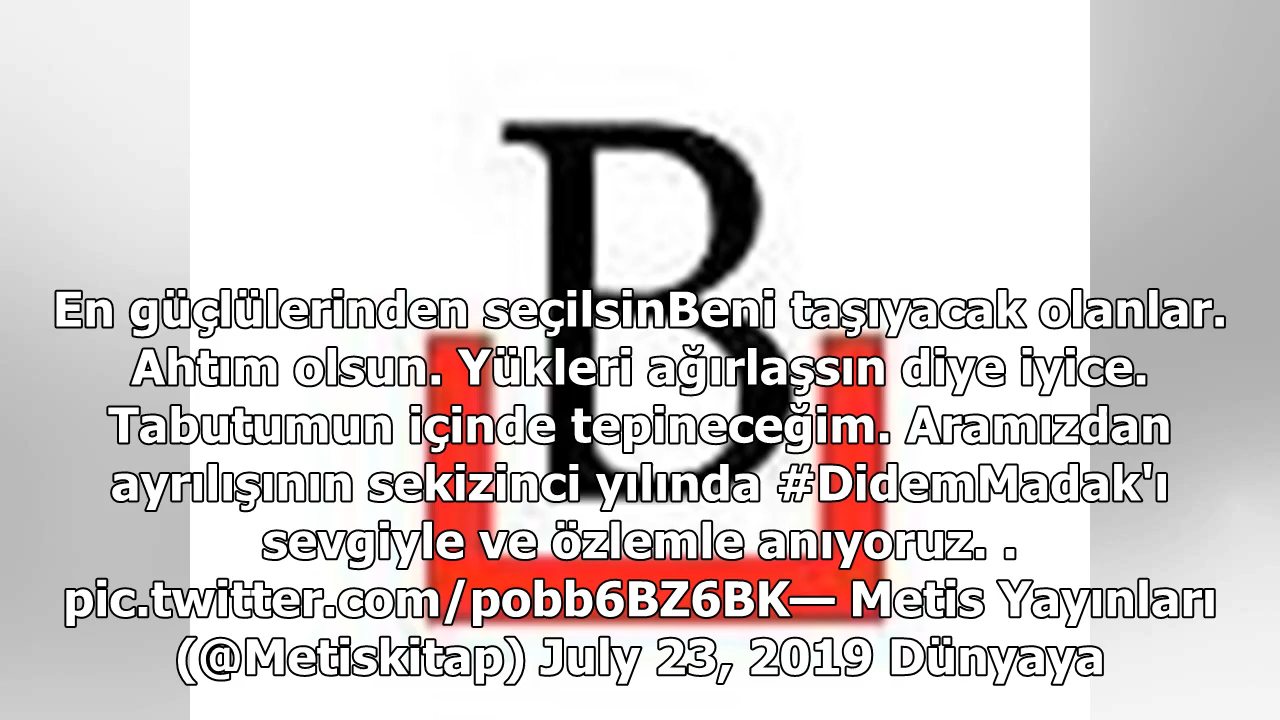 B
En güçlülerinden seçilsinBeni taşıyacak olanlar.
Ahtım olsun. Yükleri ağırlaşsın diye iyice.
Tabutumun içinde tepineceğim. Aramızdan
ayrılışının sekizinci yılında #DidemMadak'ı
sevgiyle ve özlemle anıyoruz. .
pic.twitter.com/pobb6BZ6BK— Metis Yayınları
(@Metiskitap) July 23, 2019 Dünyaya